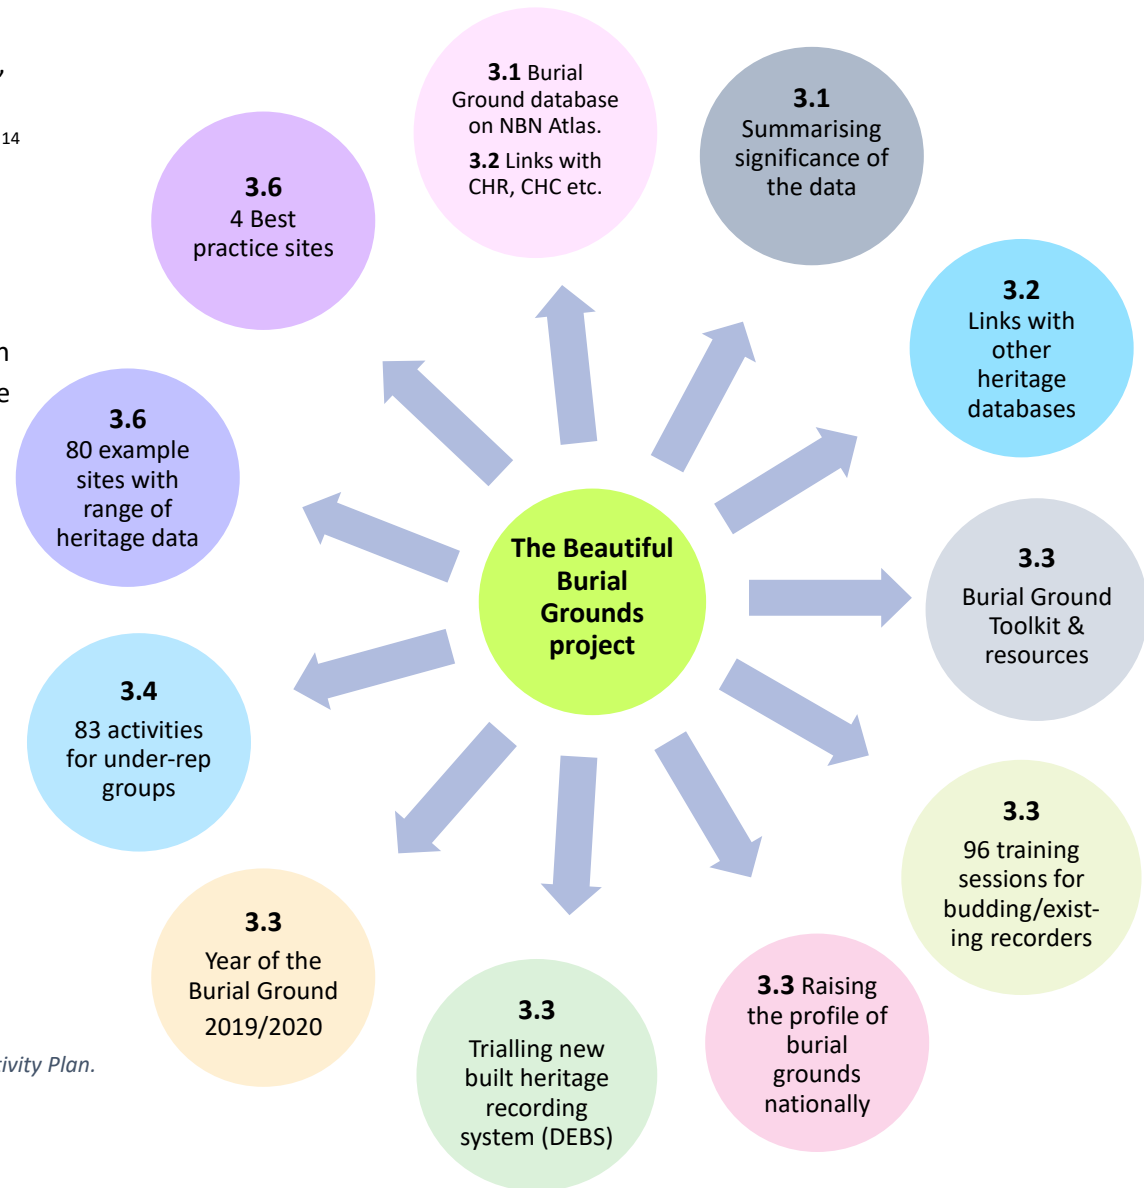 ,
14
n
e
3.1 Burial
Ground database
on NBN Atlas.
3.2 Links with
CHR, CHC etc.
3.1
Summarising
significance of
the data
3.2
Links with
other
heritage
databases
3.3
Burial Ground
Toolkit &
resources
3.3
96 training
sessions for
budding/exist-
ing recorders
3.3 Raising
the profile of
burial
grounds
nationally
3.3
Trialling new
built heritage
recording
system (DEBS)
3.3
Year of the
Burial Ground
2019/2020
3.4
83 activities
for under-rep
groups
3.6
80 example
sites with
range of
heritage data
3.6
4 Best
practice sites
The Beautiful
Burial
Grounds
project
tivity Plan.